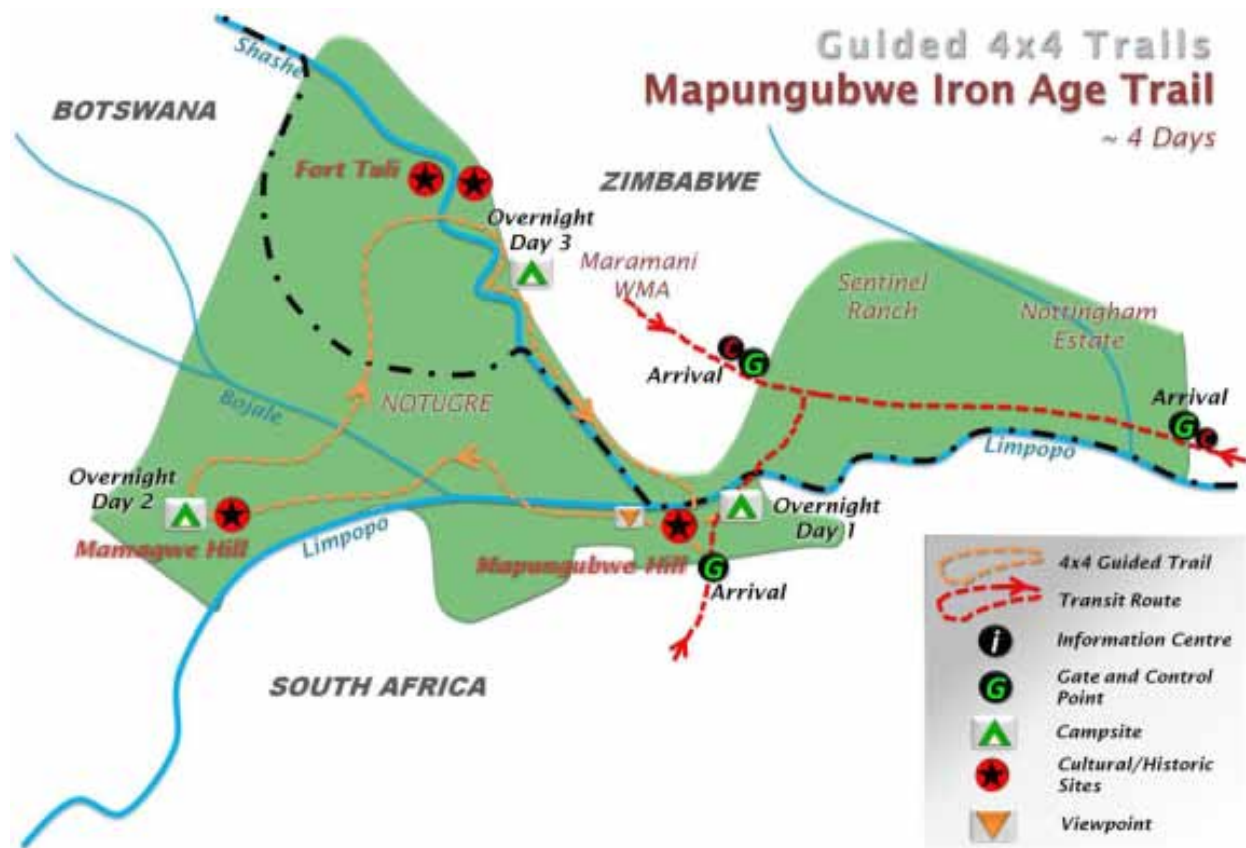 Guided 4x4 Trails
Mapungubwe Iron Age Trail
~ 4 Days
Shashe
BOTSWANA
Fort Tuli
ZIMBABWE
Overnight
Day 3
Maramani
WMA
Sentinel
Ranch
Nottingham
Estate
C
G
Arrival
Arrival
G
C
Bojale
NOTUGRE
Limpopo
Overnight
Day 2
Mamagwe Hill
Limpopo
Overnight
Day 1
Mapungubwe Hill
G
Arrival
SOUTH AFRICA
4x4 Guided Trail
Transit Route
i
Information Centre
G
Gate and Control
Point
Campsite
Cultural/Historic
Sites
Viewpoint